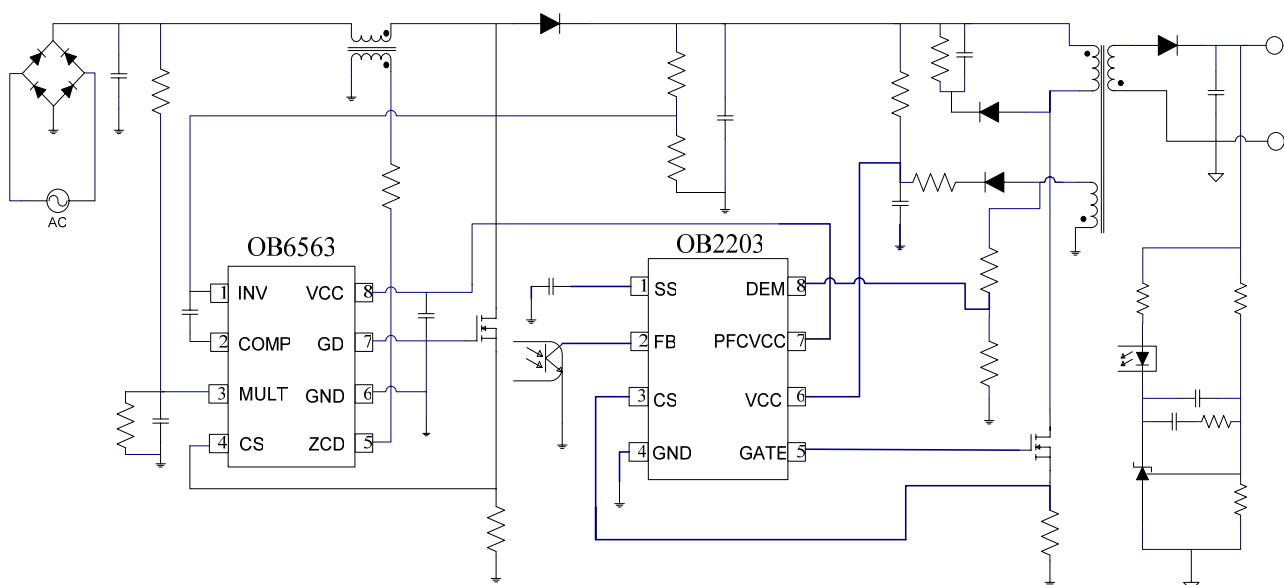 AC
OB6563
1 INV VCC 8
2 COMP GD 7
3 MULT GND 6
4 CS ZCD 5
OB2203
1 SS DEM 8
2 FB PFCVCC 7
3 CS VCC 6
4 GND GATE 5